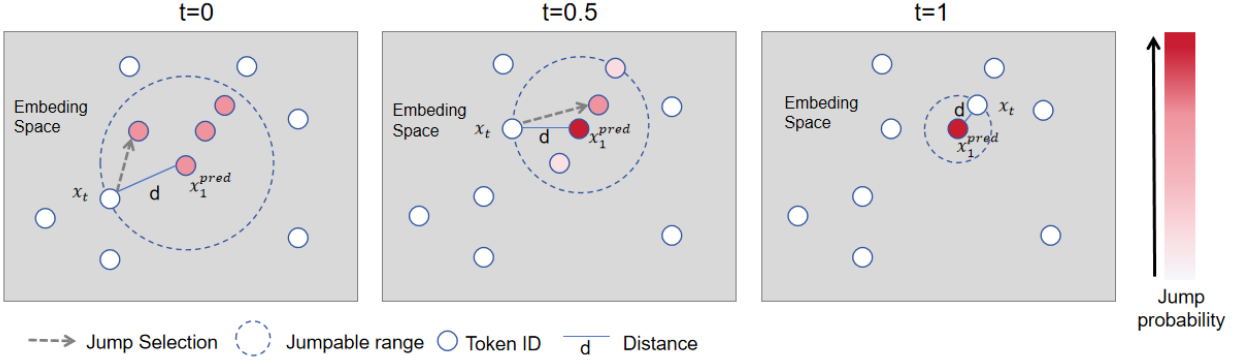 t=0
t=0.5
t=1
Embeding
Space
x_t
d
x_1^{pred}
Embeding
Space
x_t
d
x_1^{pred}
Embeding
Space
d
x_t
x_1^{pred}
Jump
probability
Jump Selection
Jumpable range
Token ID
d
Distance